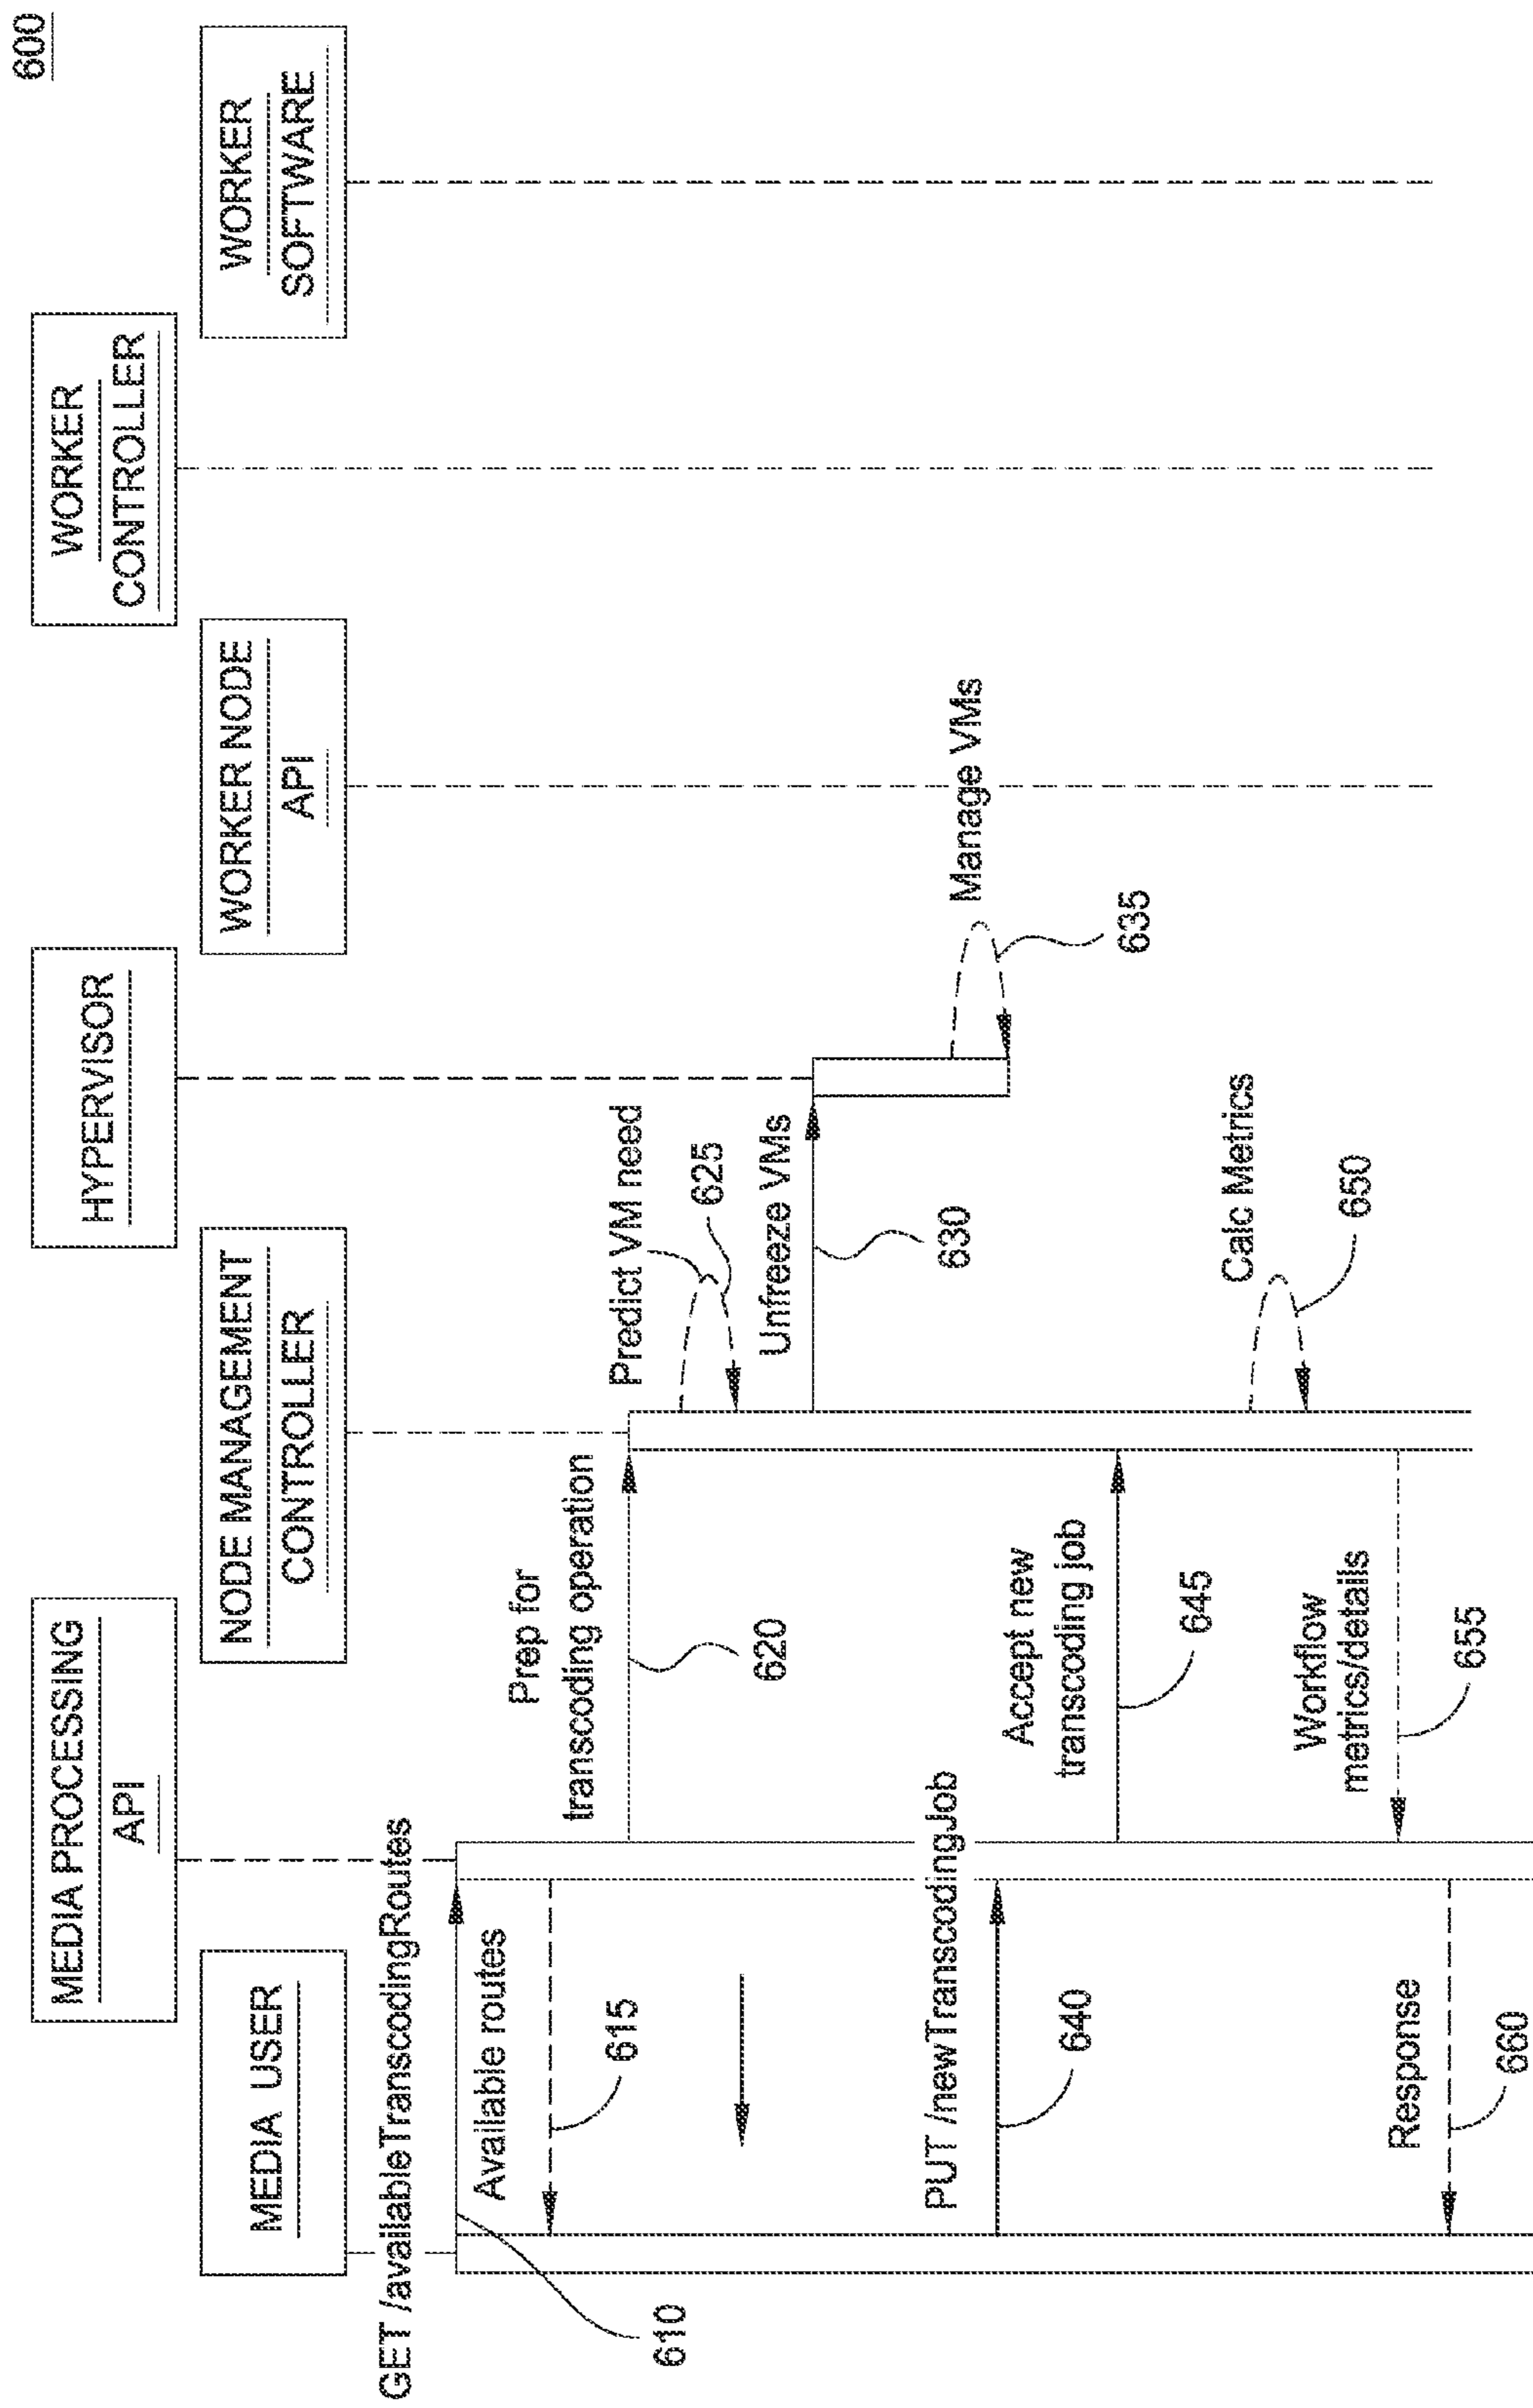 600
MEDIA USER
MEDIA PROCESSING
API
NODE MANAGEMENT
CONTROLLER
HYPERVISOR
WORKER NODE
API
WORKER
CONTROLLER
WORKER
SOFTWARE
GET /availableTranscodingRoutes
610
Available routes
615
Prep for
transcoding operation
620
Predict VM need
625
Unfreeze VMs
630
Manage VMs
635
PUT /newTranscodingJob
640
Accept new
transcoding job
645
Calc Metrics
650
Workflow
metrics/details
655
Response
660